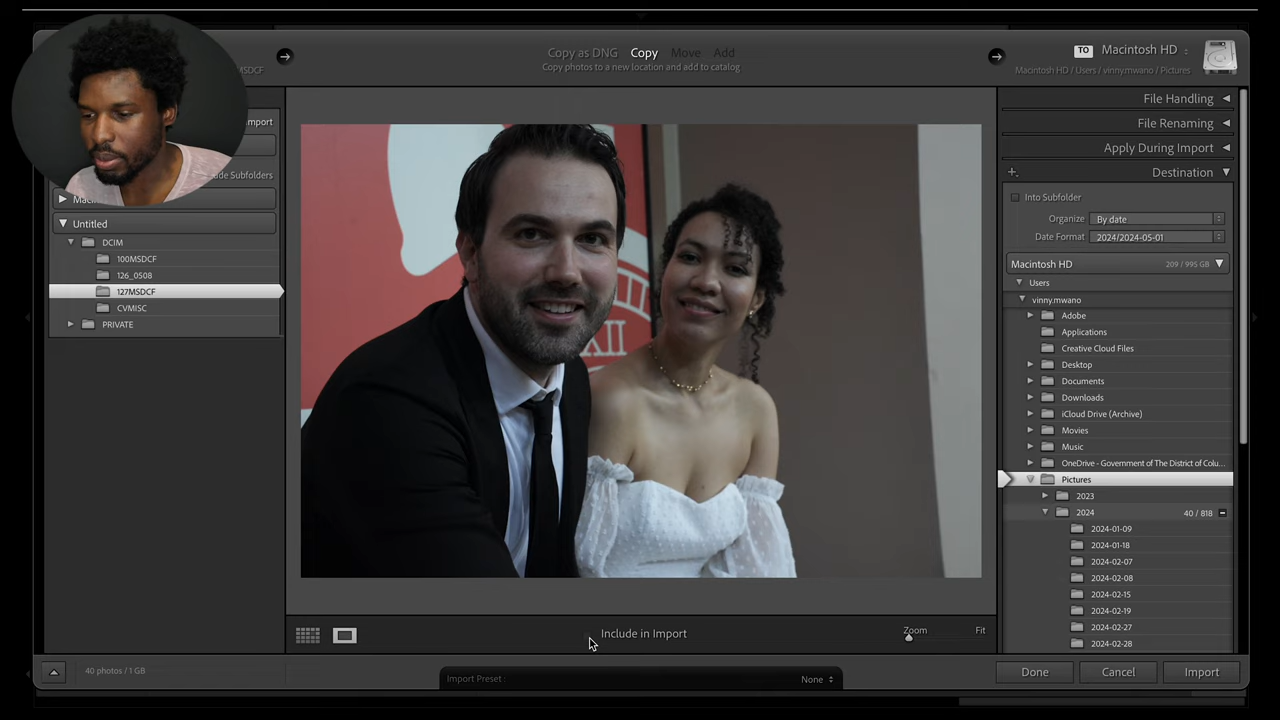 Copy as DNG Copy Move Add
Copy photos to a new location and add to catalog
TO Macintosh HD
Macintosh HD / Users / vinny.mwano / Pictures
MSDCF
mport
de Subfolders
Mac
Untitled
DCIM
100MSDCF
126_0508
127MSDCF
CVMISC
PRIVATE
XII
Include in Import
Zoom
Fit
File Handling
File Renaming
Apply During Import
Destination
Into Subfolder
Organize By date
Date Format 2024/2024-05-01
Macintosh HD 209 / 995 GB
Users
vinny.mwano
Adobe
Applications
Creative Cloud Files
Desktop
Documents
Downloads
iCloud Drive (Archive)
Movies
Music
OneDrive - Government of The District of Colu...
Pictures
2023
2024 40 / 818
2024-01-09
2024-01-18
2024-02-07
2024-02-08
2024-02-15
2024-02-19
2024-02-27
2024-02-28
40 photos / 1 GB
Import Preset : None
Done
Cancel
Import